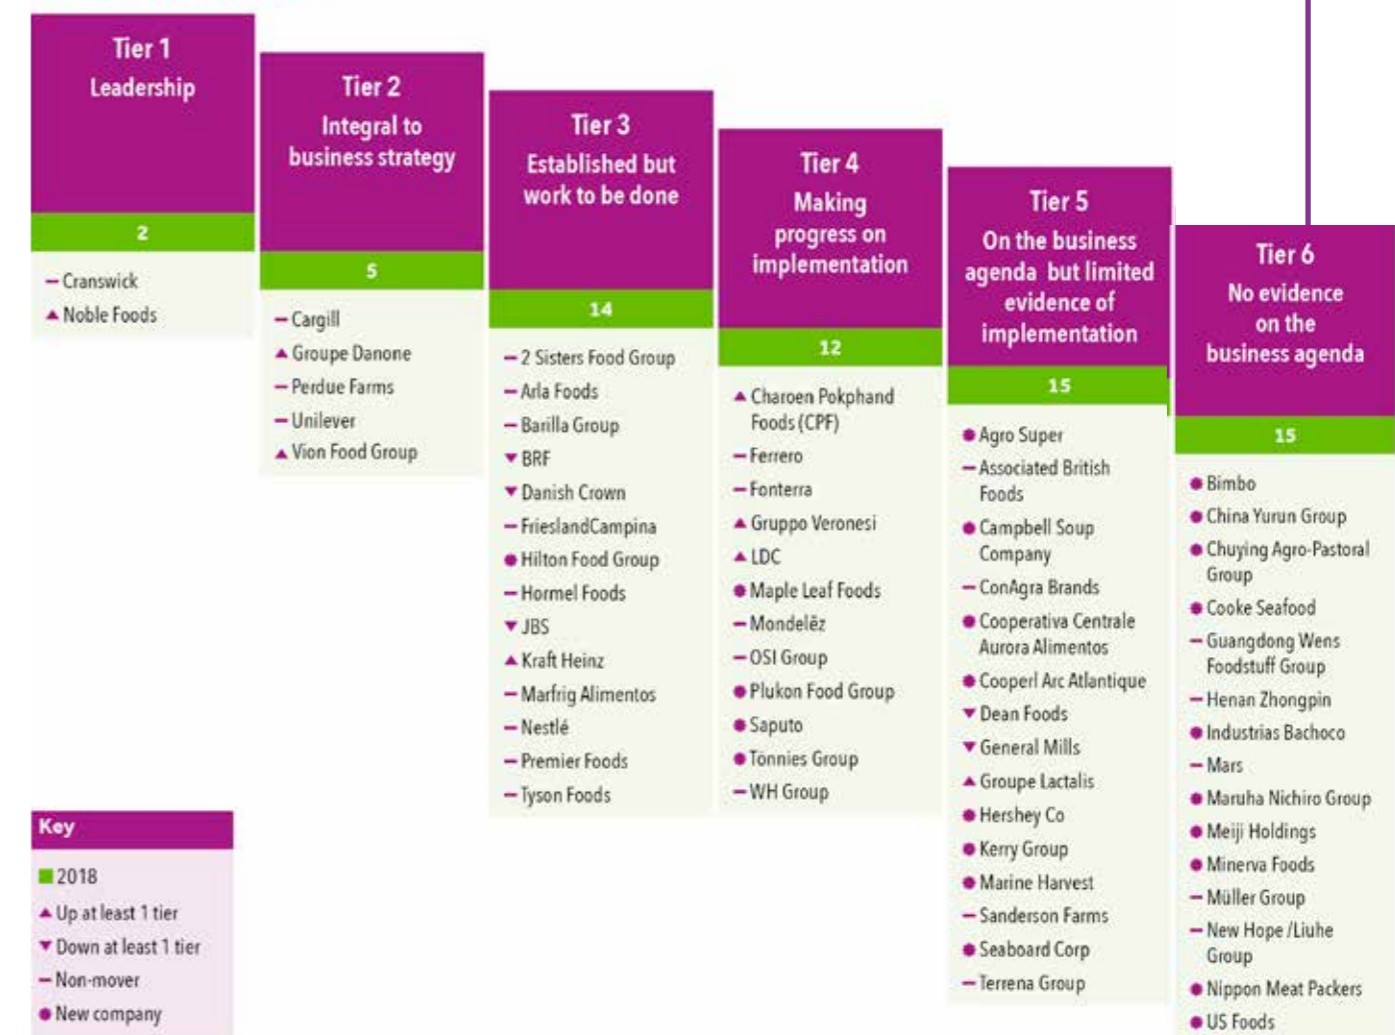 Tier 1
Leadership
2
Cranswick
Noble Foods
Tier 2
Integral to
business strategy
5
Cargill
Groupe Danone
Perdue Farms
Unilever
Vion Food Group
Tier 3
Established but
work to be done
14
2 Sisters Food Group
Arla Foods
Barilla Group
BRF
Danish Crown
FrieslandCampina
Hilton Food Group
Hormel Foods
JBS
Kraft Heinz
Marfrig Alimentos
Nestlé
Premier Foods
Tyson Foods
Tier 4
Making
progress on
implementation
12
Charoen Pokphand
Foods (CPF)
Ferrero
Fonterra
Gruppo Veronesi
LDC
Maple Leaf Foods
Mondelēz
OSI Group
Plukon Food Group
Saputo
Tönnies Group
WH Group
Tier 5
On the business
agenda but limited
evidence of
implementation
15
Agro Super
Associated British
Foods
Campbell Soup
Company
ConAgra Brands
Cooperativa Centrale
Aurora Alimentos
Cooperl Arc Atlantique
Dean Foods
General Mills
Groupe Lactalis
Hershey Co
Kerry Group
Marine Harvest
Sanderson Farms
Seaboard Corp
Terrena Group
Tier 6
No evidence
on the
business agenda
15
Bimbo
China Yurun Group
Chuying Agro-Pastoral
Group
Cooke Seafood
Guangdong Wens
Foodstuff Group
Henan Zhongpin
Industrias Bachoco
Mars
Maruha Nichiro Group
Meiji Holdings
Minerva Foods
Müller Group
New Hope /Liuhe
Group
Nippon Meat Packers
US Foods
Key
2018
Up at least 1 tier
Down at least 1 tier
Non-mover
New company